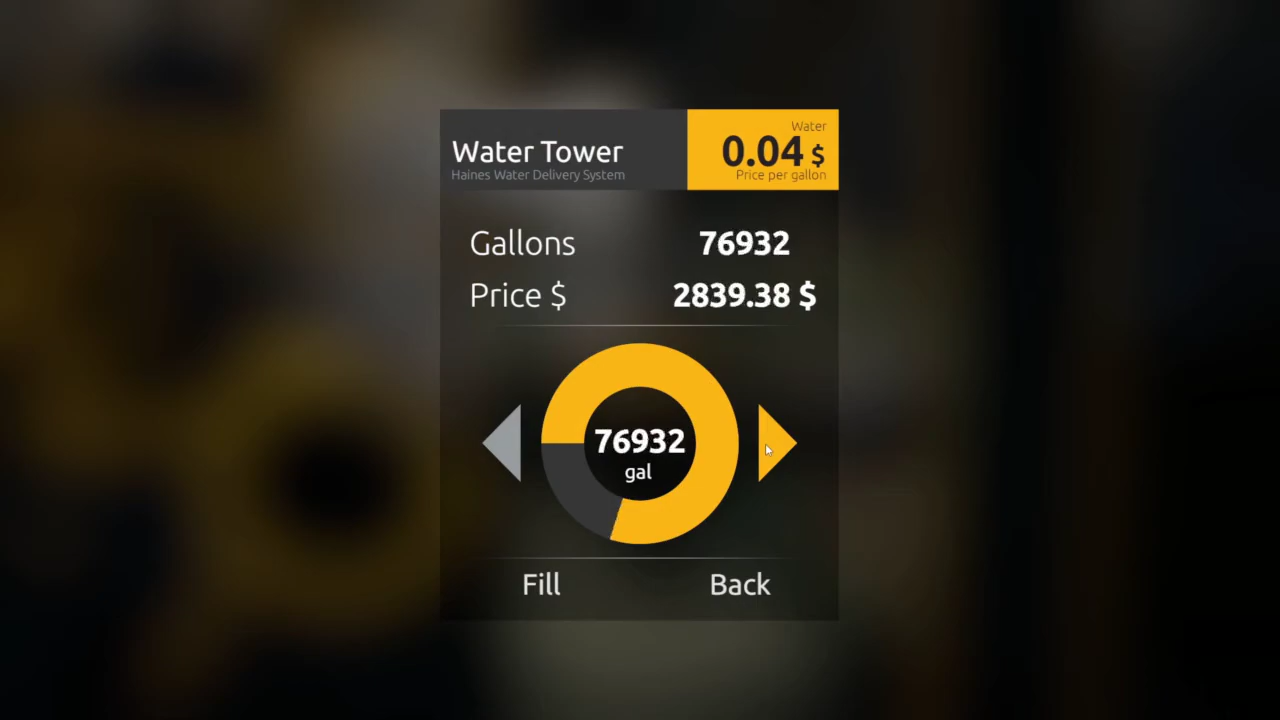 Water Tower
Haines Water Delivery System
Water
0.04 $
Price per gallon
Gallons 76932
Price $ 2839.38 $
76932
gal
Fill Back